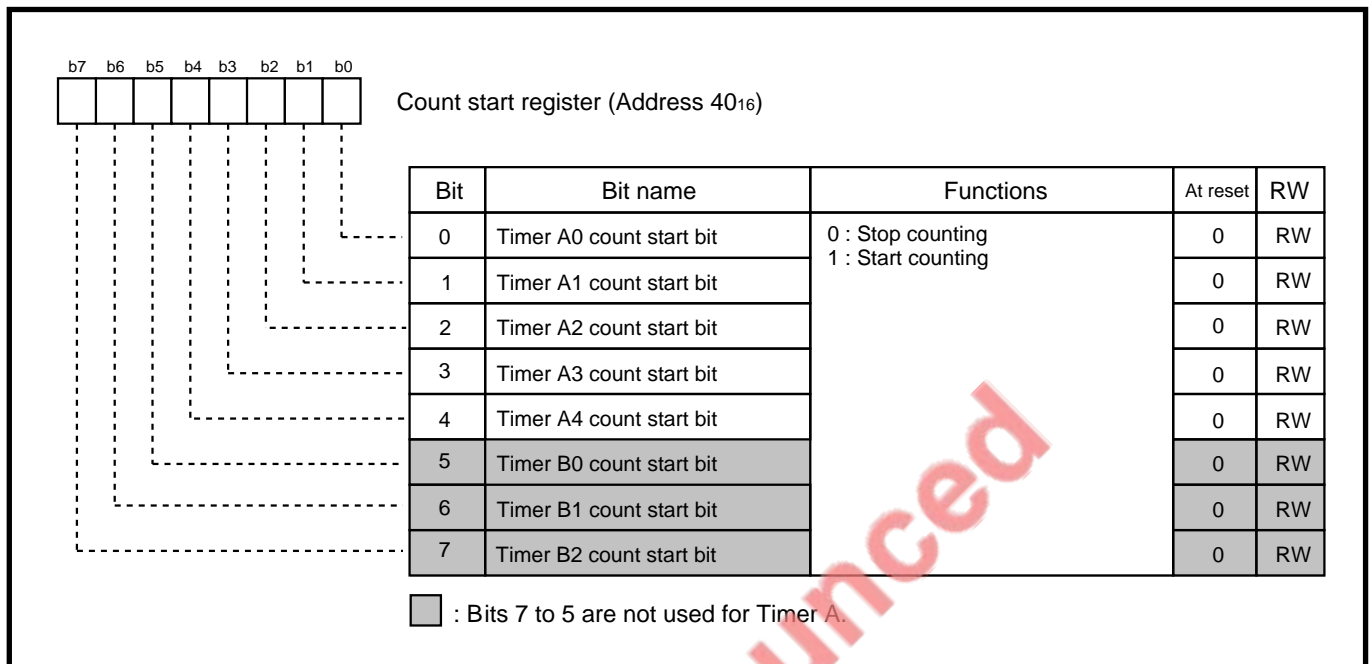 b7 b6 b5 b4 b3 b2 b1 b0
Count start register (Address 40₁₆)
Bit Bit name Functions At reset RW
0 Timer A0 count start bit 0 : Stop counting 0 RW
1 : Start counting
1 Timer A1 count start bit 0 RW
2 Timer A2 count start bit 0 RW
3 Timer A3 count start bit 0 RW
4 Timer A4 count start bit 0 RW
5 Timer B0 count start bit 0 RW
6 Timer B1 count start bit 0 RW
7 Timer B2 count start bit 0 RW
: Bits 7 to 5 are not used for Timer A.